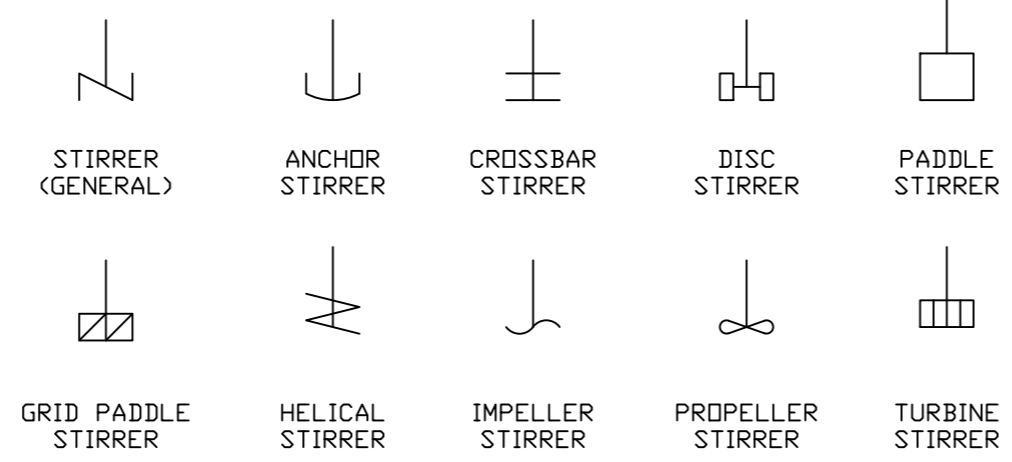 STIRRER
(GENERAL)
ANCHOR
STIRRER
CROSSBAR
STIRRER
DISC
STIRRER
PADDLE
STIRRER
GRID PADDLE
STIRRER
HELICAL
STIRRER
IMPELLER
STIRRER
PROPELLER
STIRRER
TURBINE
STIRRER